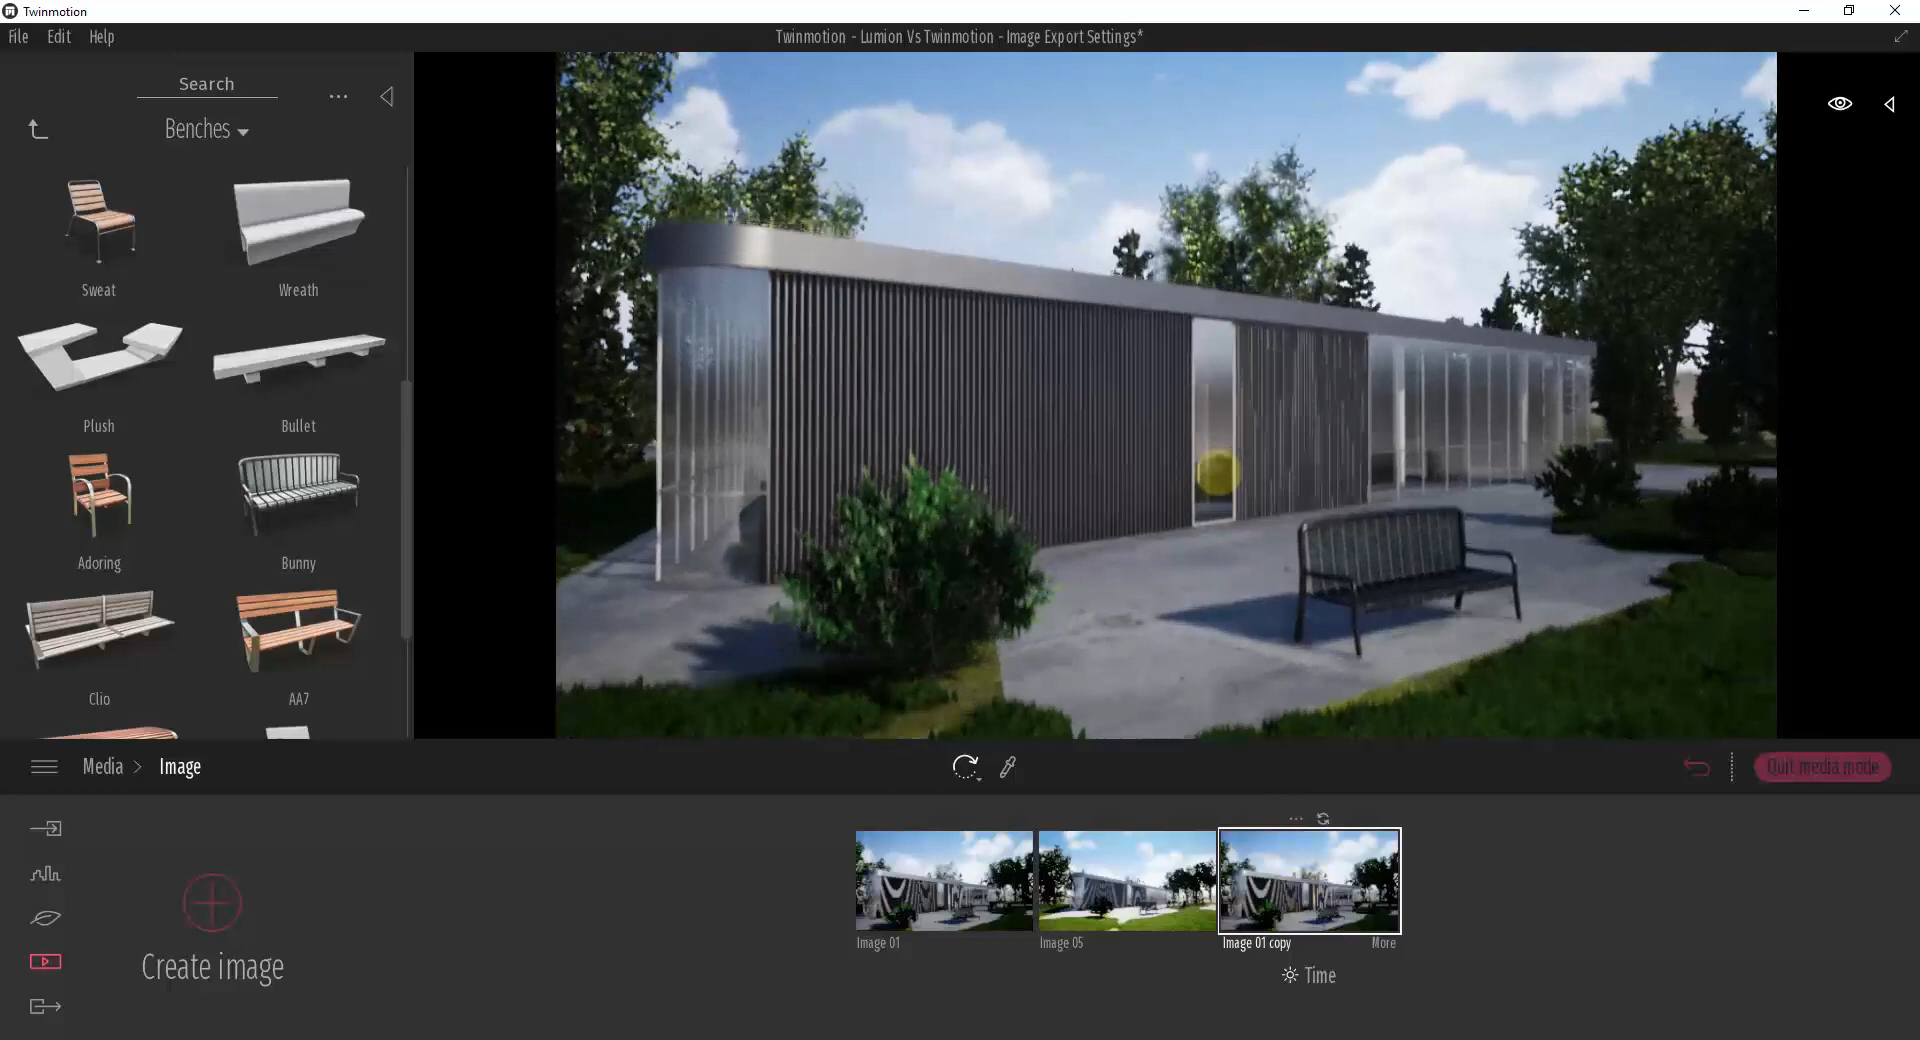 Twinmotion
File Edit Help
Twinmotion - Lumion Vs Twinmotion - Image Export Settings*
Search
...
Benches
Sweat
Wreath
Plush
Bullet
Adoring
Bunny
Clio
AA7
Media > Image
Quit media mode
Create image
Image 01
Image 05
Image 01 copy
More
Time